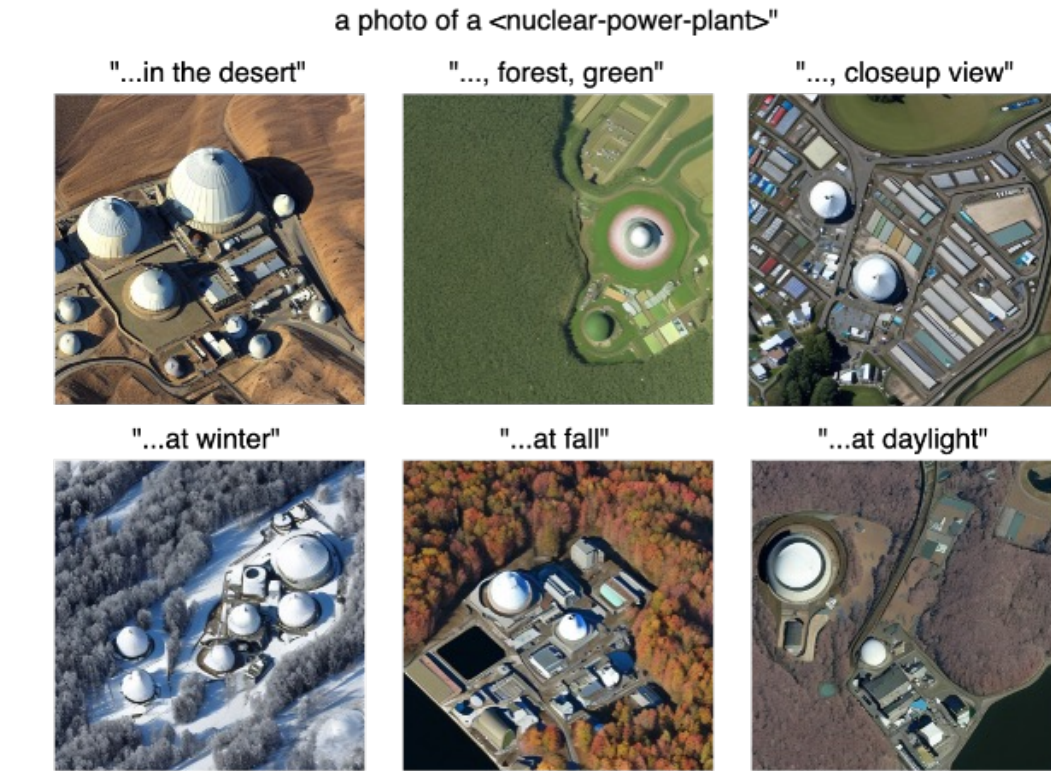 a photo of a <nuclear-power-plant>"
"...in the desert"
"..., forest, green"
"..., closeup view"
"...at winter"
"...at fall"
"...at daylight"